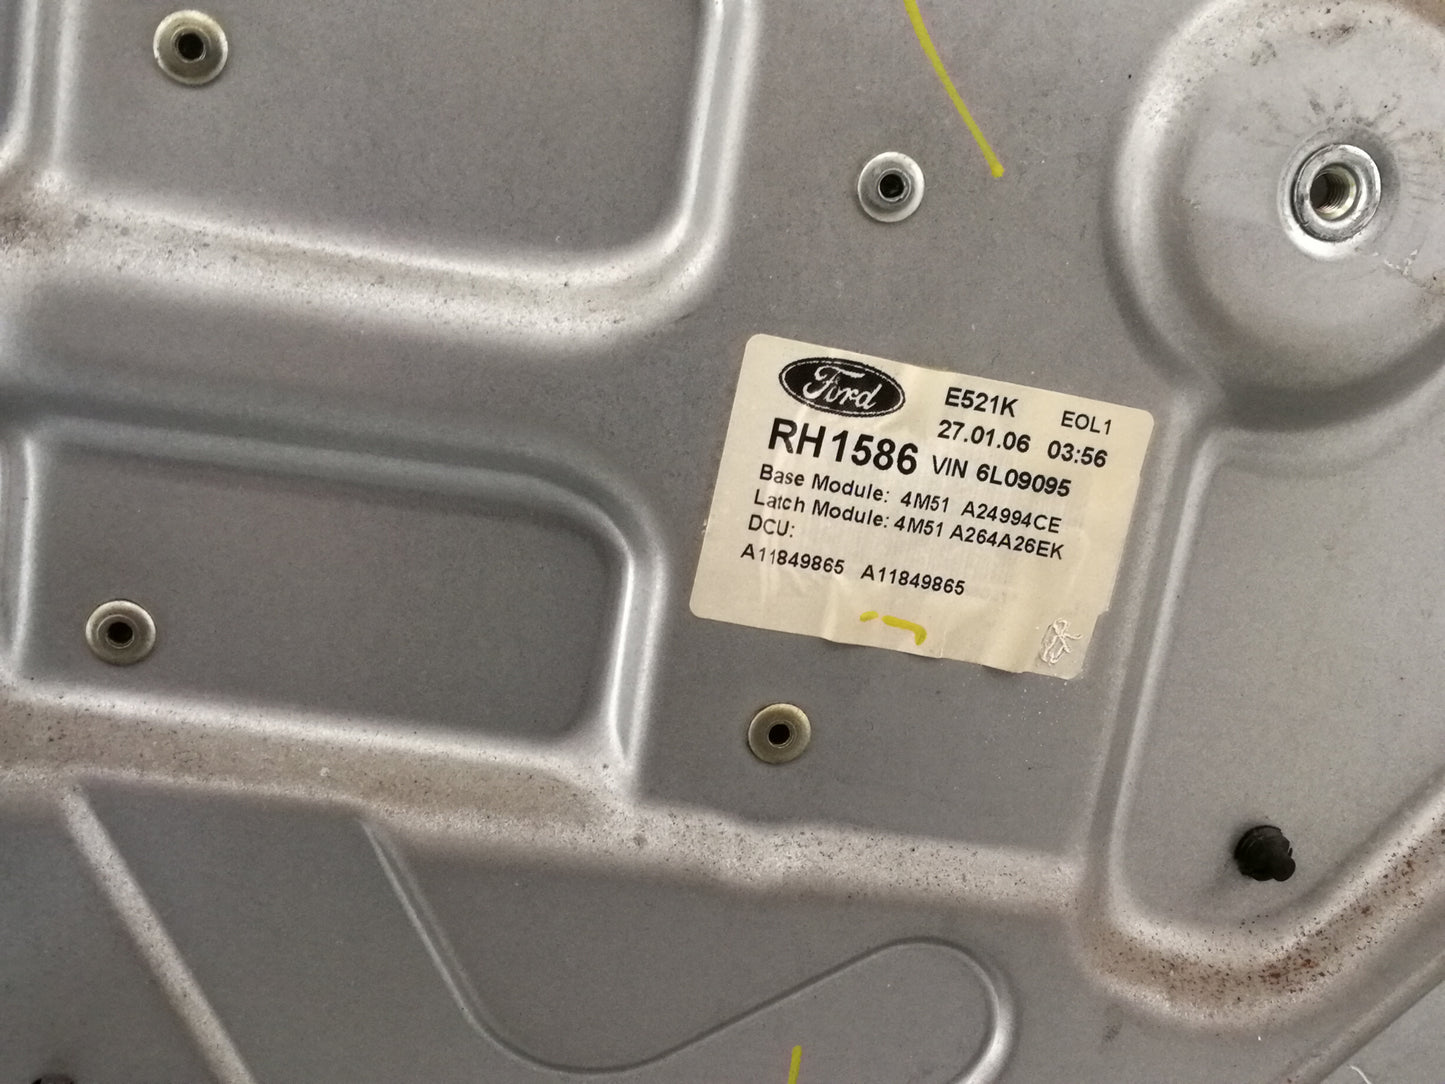 Ford E521K EOL1
RH1586 27.01.06 03:56
VIN 6L09095
Base Module: 4M51 A24994CE
Latch Module: 4M51 A264A26EK
DCU:
A11849865 A11849865